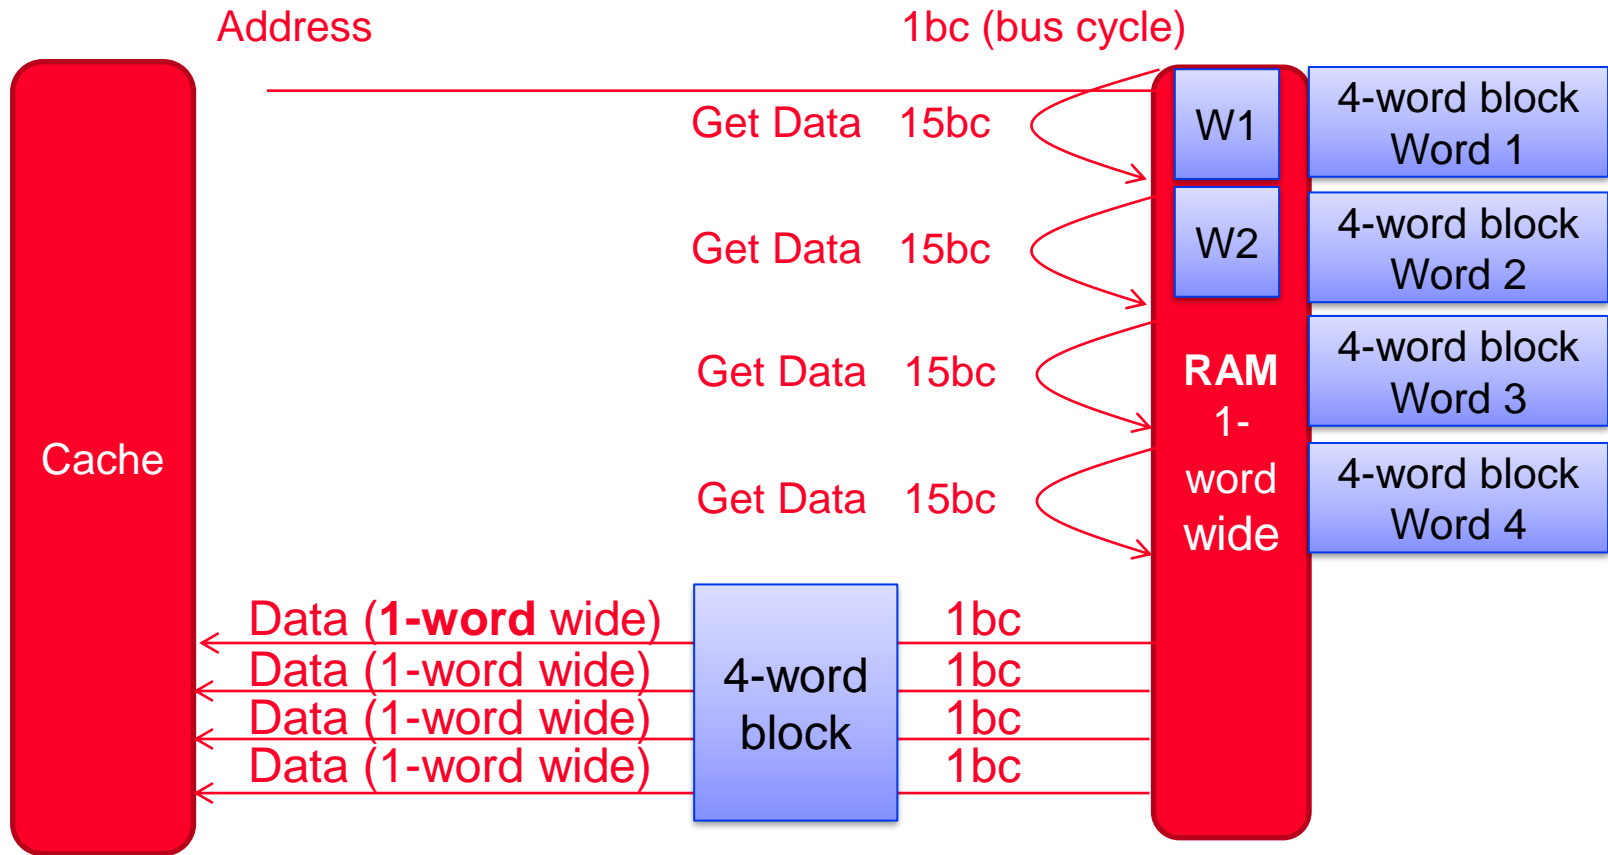 Address 1bc (bus cycle)
Get Data 15bc
W1
4-word block
Word 1
Get Data 15bc
W2
4-word block
Word 2
Get Data 15bc
RAM
1-
word
wide
4-word block
Word 3
Cache
Get Data 15bc
4-word block
Word 4
Data (1-word wide) 1bc
Data (1-word wide) 1bc
Data (1-word wide) 1bc
Data (1-word wide) 1bc
4-word
block